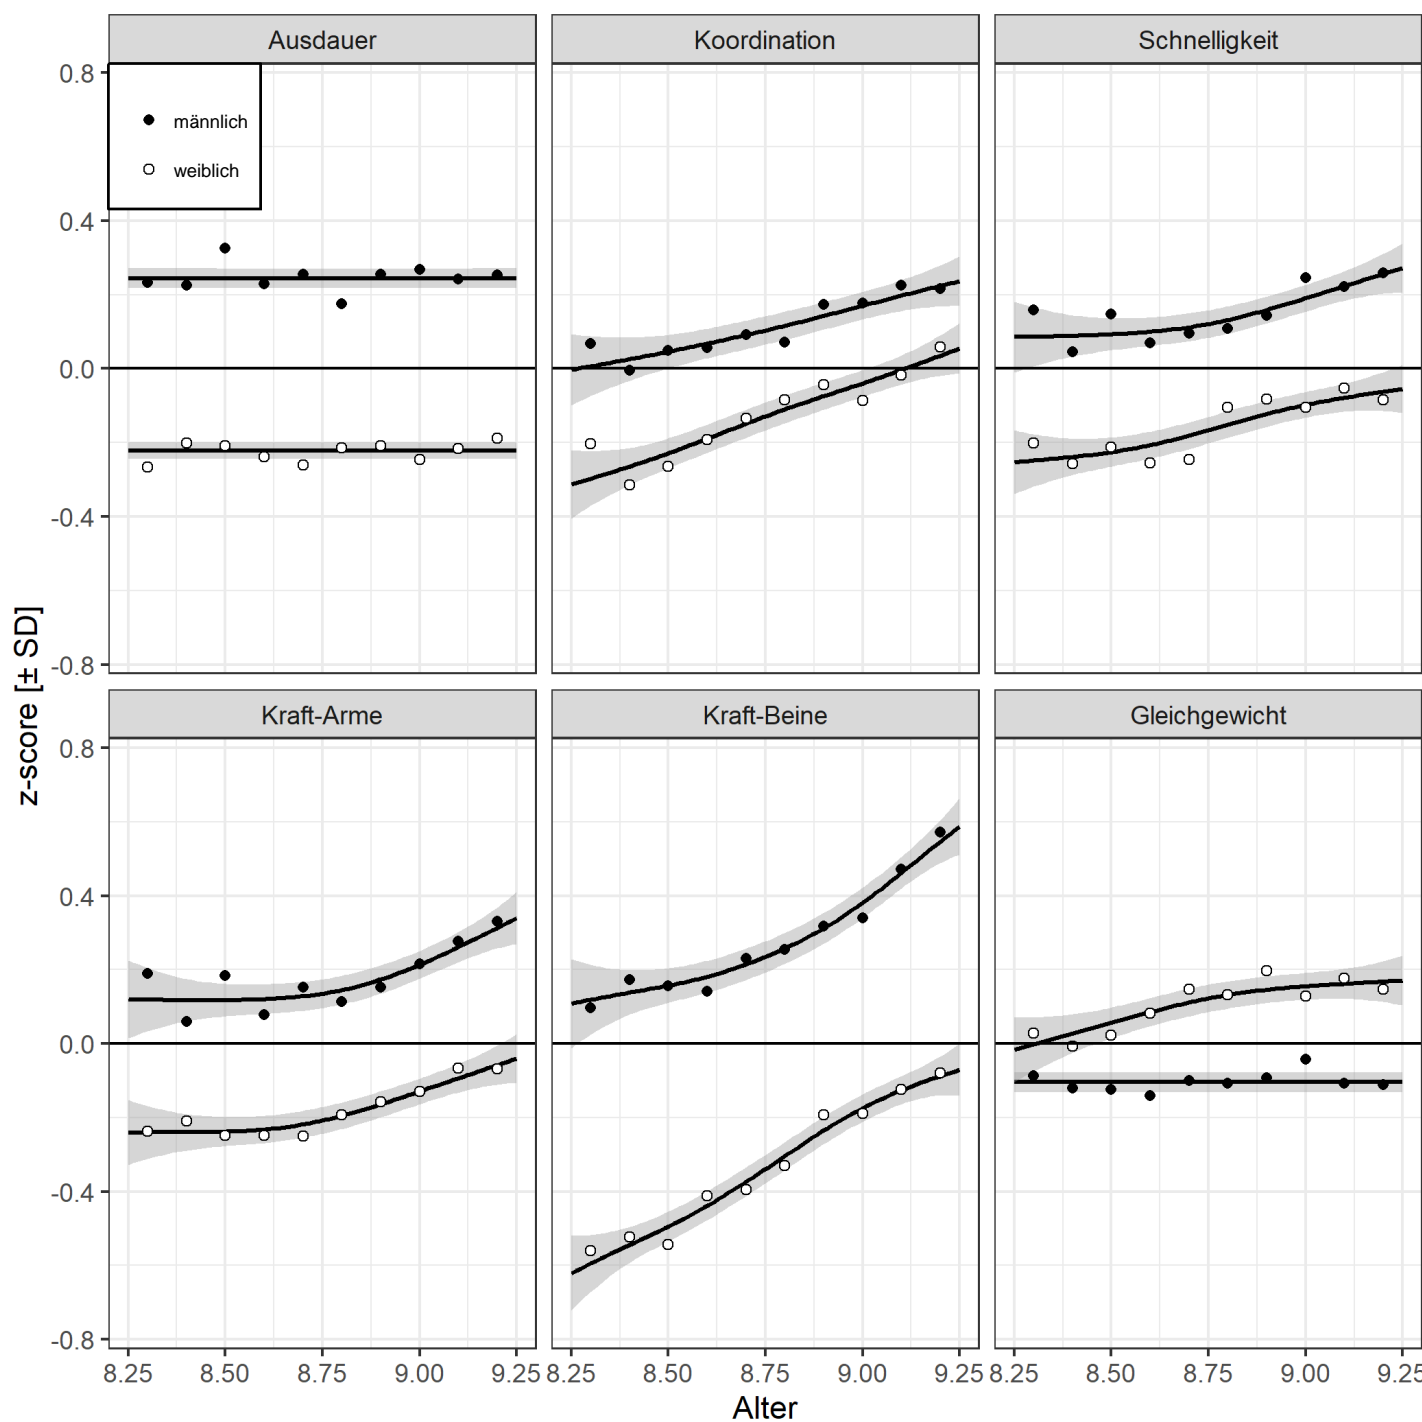 Ausdauer
Koordination
Schnelligkeit
männlich
weiblich
0.8
0.4
0.0
-0.4
-0.8
z-score [± SD]
Kraft-Arme
Kraft-Beine
Gleichgewicht
0.8
0.4
0.0
-0.4
-0.8
8.25 8.50 8.75 9.00 9.25 8.25 8.50 8.75 9.00 9.25 8.25 8.50 8.75 9.00 9.25
Alter